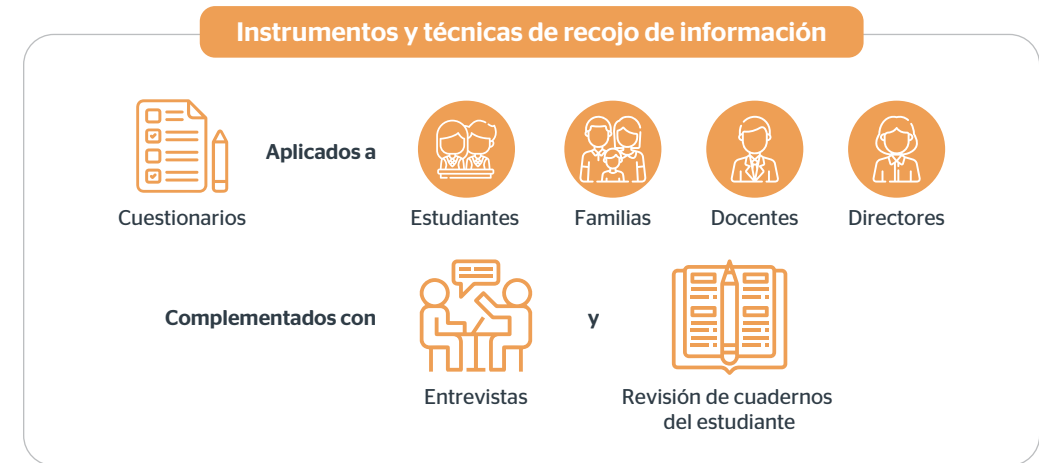 Instrumentos y técnicas de recojo de información
Aplicados a
Cuestionarios
Estudiantes
Familias
Docentes
Directores
Complementados con
y
Entrevistas
Revisión de cuadernos
del estudiante